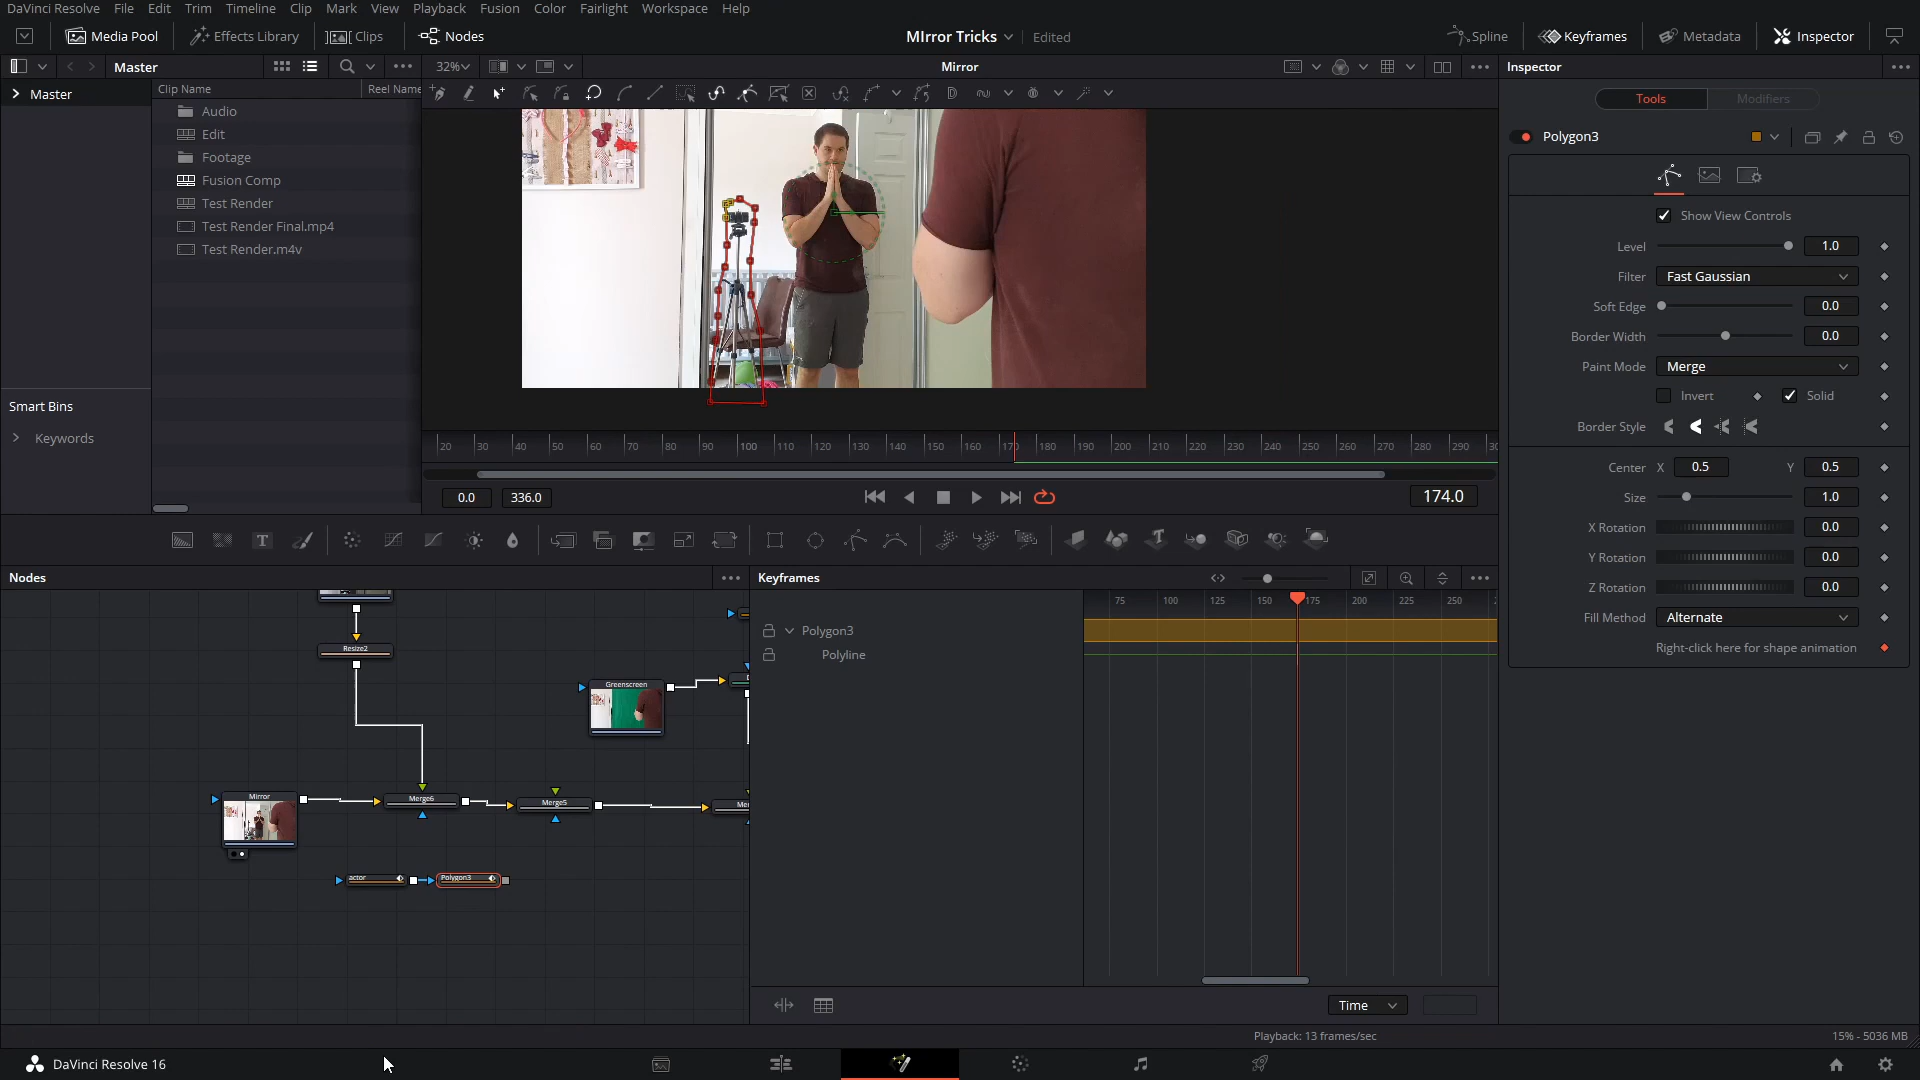 DaVinci Resolve File Edit Trim Timeline Clip Mark View Playback Fusion Color Fairlight Workspace Help
Media Pool Effects Library Clips Nodes MIrror Tricks Edited Spline Keyframes Metadata Inspector
Master 32% Mirror Inspector
Master Clip Name Reel Name
Tools Modifiers
Audio
Edit
Footage
Fusion Comp
Test Render
Test Render Final.mp4
Test Render.m4v
Smart Bins
Keywords
20 30 40 50 60 70 80 90 100 110 120 130 140 150 160 170 180 190 200 210 220 230 240 250 260 270 280 290 30
0.0 336.0 174.0
Polygon3
Show View Controls
Level 1.0
Filter Fast Gaussian
Soft Edge 0.0
Border Width 0.0
Paint Mode Merge
Invert Solid
Border Style
Center X 0.5 Y 0.5
Size 1.0
X Rotation 0.0
Y Rotation 0.0
Z Rotation 0.0
Fill Method Alternate
Right-click here for shape animation
Nodes Keyframes
75 100 125 150 175 200 225 250
Polygon3
Polyline
Resize2
Greenscreen
Mirror
Merge6
Merge5
Me
actor
Polygon3
Time
Playback: 13 frames/sec 15% - 5036 MB
DaVinci Resolve 16